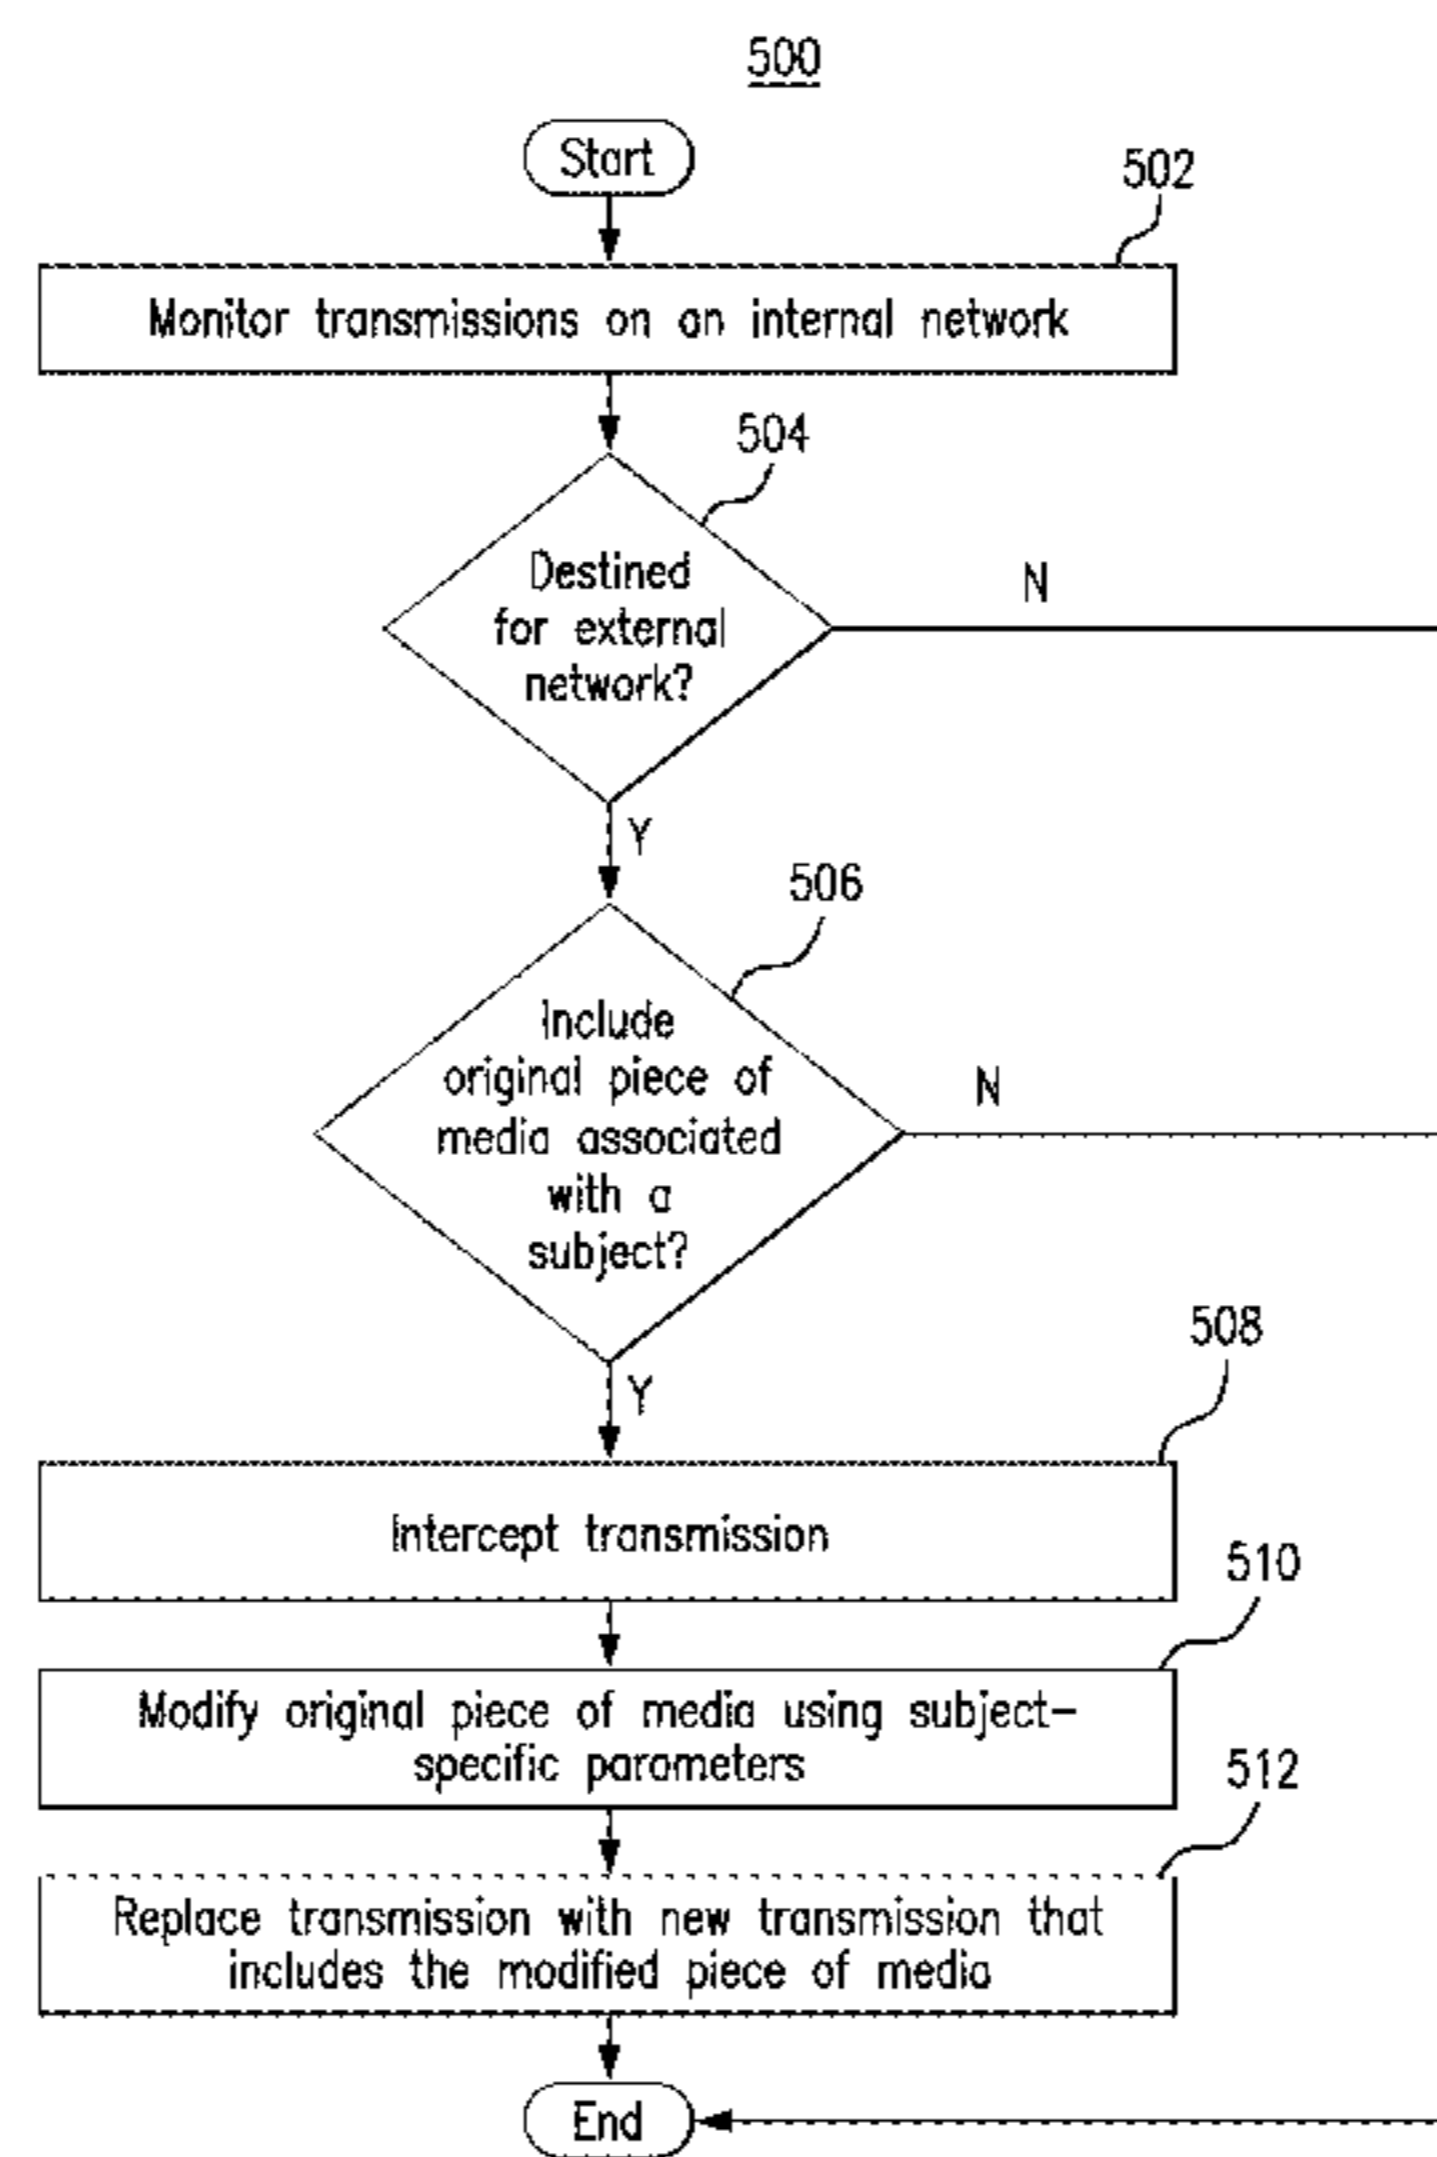 500
Start
502
Monitor transmissions on an internal network
504
Destined
for external
network?
N
Y
506
Include
original piece of
media associated
with a
subject?
N
Y
508
Intercept transmission
510
Modify original piece of media using subject-
specific parameters
512
Replace transmission with new transmission that
includes the modified piece of media
End